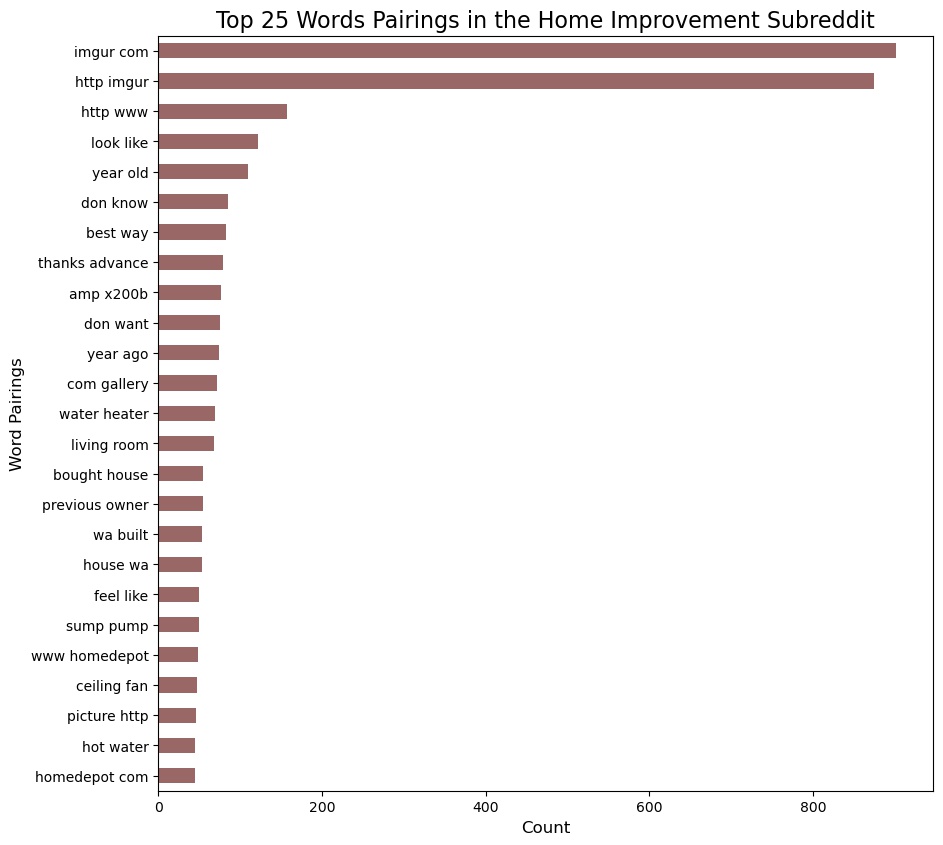 Top 25 Words Pairings in the Home Improvement Subreddit
imgur com
http imgur
http www
look like
year old
don know
best way
thanks advance
amp x200b
don want
year ago
com gallery
water heater
living room
bought house
previous owner
wa built
house wa
feel like
sump pump
www homedepot
ceiling fan
picture http
hot water
homedepot com
Word Pairings
0 200 400 600 800
Count